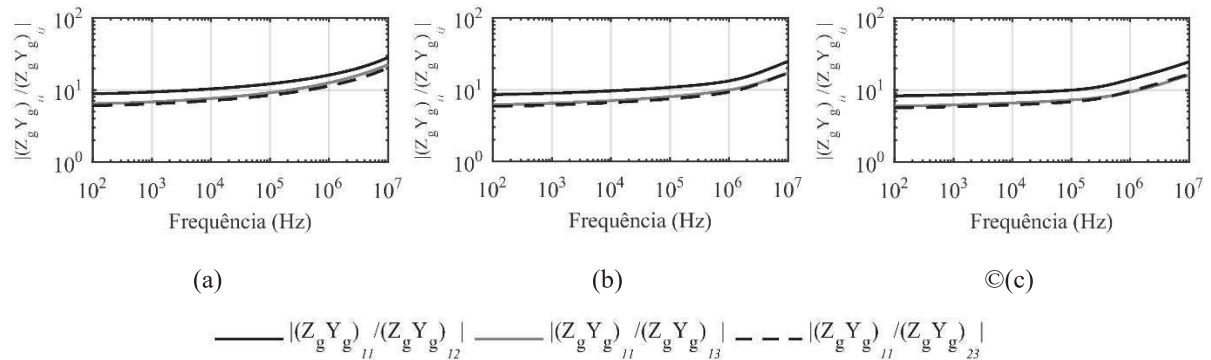 |(Z_g Y_g)_ii /(Z_g Y_g)_ij|
10^2
10^1
10^0
10^2 10^3 10^4 10^5 10^6 10^7
Frequência (Hz)
(a)
|(Z_g Y_g)_ii /(Z_g Y_g)_ij|
10^2
10^1
10^0
10^2 10^3 10^4 10^5 10^6 10^7
Frequência (Hz)
(b)
|(Z_g Y_g)_ii /(Z_g Y_g)_ij|
10^2
10^1
10^0
10^2 10^3 10^4 10^5 10^6 10^7
Frequência (Hz)
©(c)
|(Z_g Y_g)_11 /(Z_g Y_g)_12| |(Z_g Y_g)_11 /(Z_g Y_g)_13| |(Z_g Y_g)_11 /(Z_g Y_g)_23|